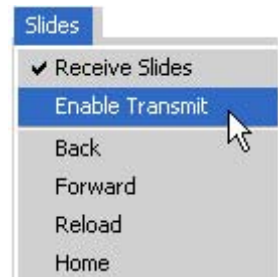 Slides
Receive Slides
Enable Transmit
Back
Forward
Reload
Home